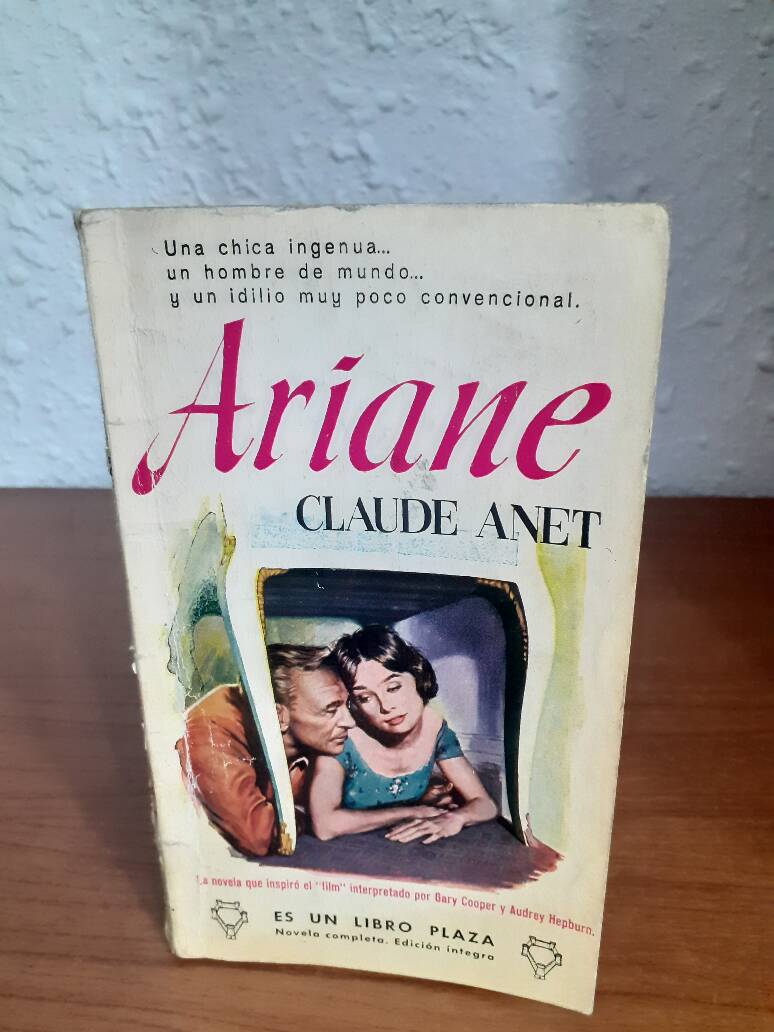 Una chica ingenua...
un hombre de mundo...
y un idilio muy poco convencional.
Ariane
CLAUDE ANET
La novela que inspiró el "film" interpretado por Gary Cooper y Audrey Hepburn.
ES UN LIBRO PLAZA
Novela completa. Edición íntegra